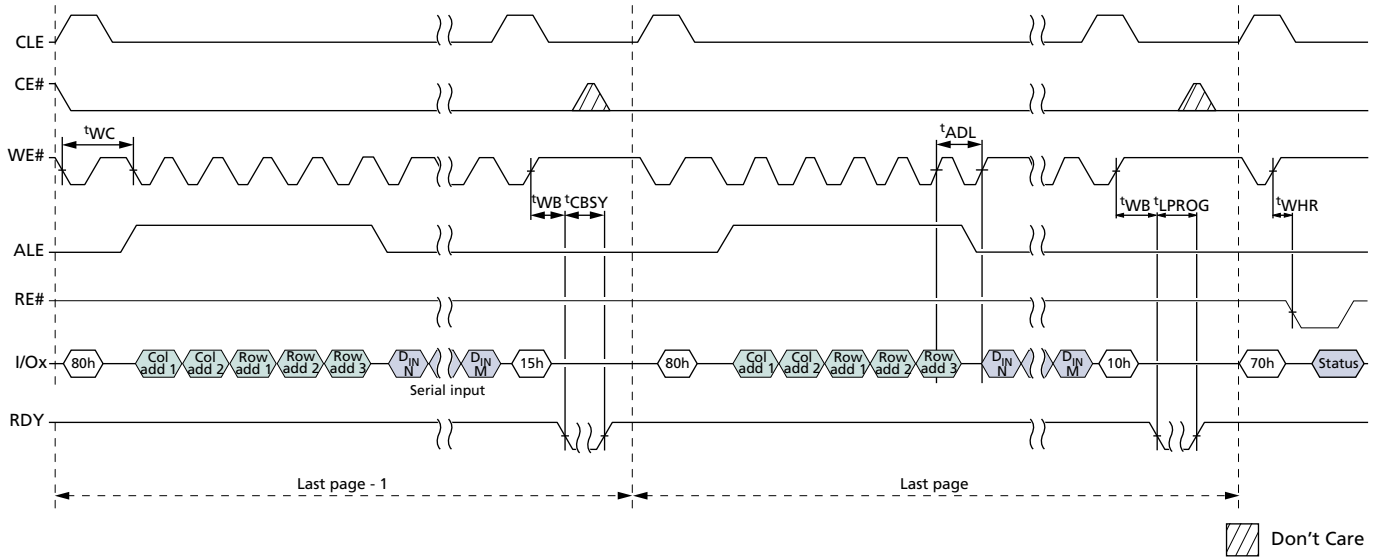 CLE
CE#
tWC
tADL
WE#
tWB tCBSY
tWB tLPROG
tWHR
ALE
RE#
I/Ox
80h
Col add 1
Col add 2
Row add 1
Row add 2
Row add 3
DIN N
DIN M
15h
80h
Col add 1
Col add 2
Row add 1
Row add 2
Row add 3
DIN N
DIN M
10h
70h
Status
Serial input
RDY
Last page - 1
Last page
Don't Care